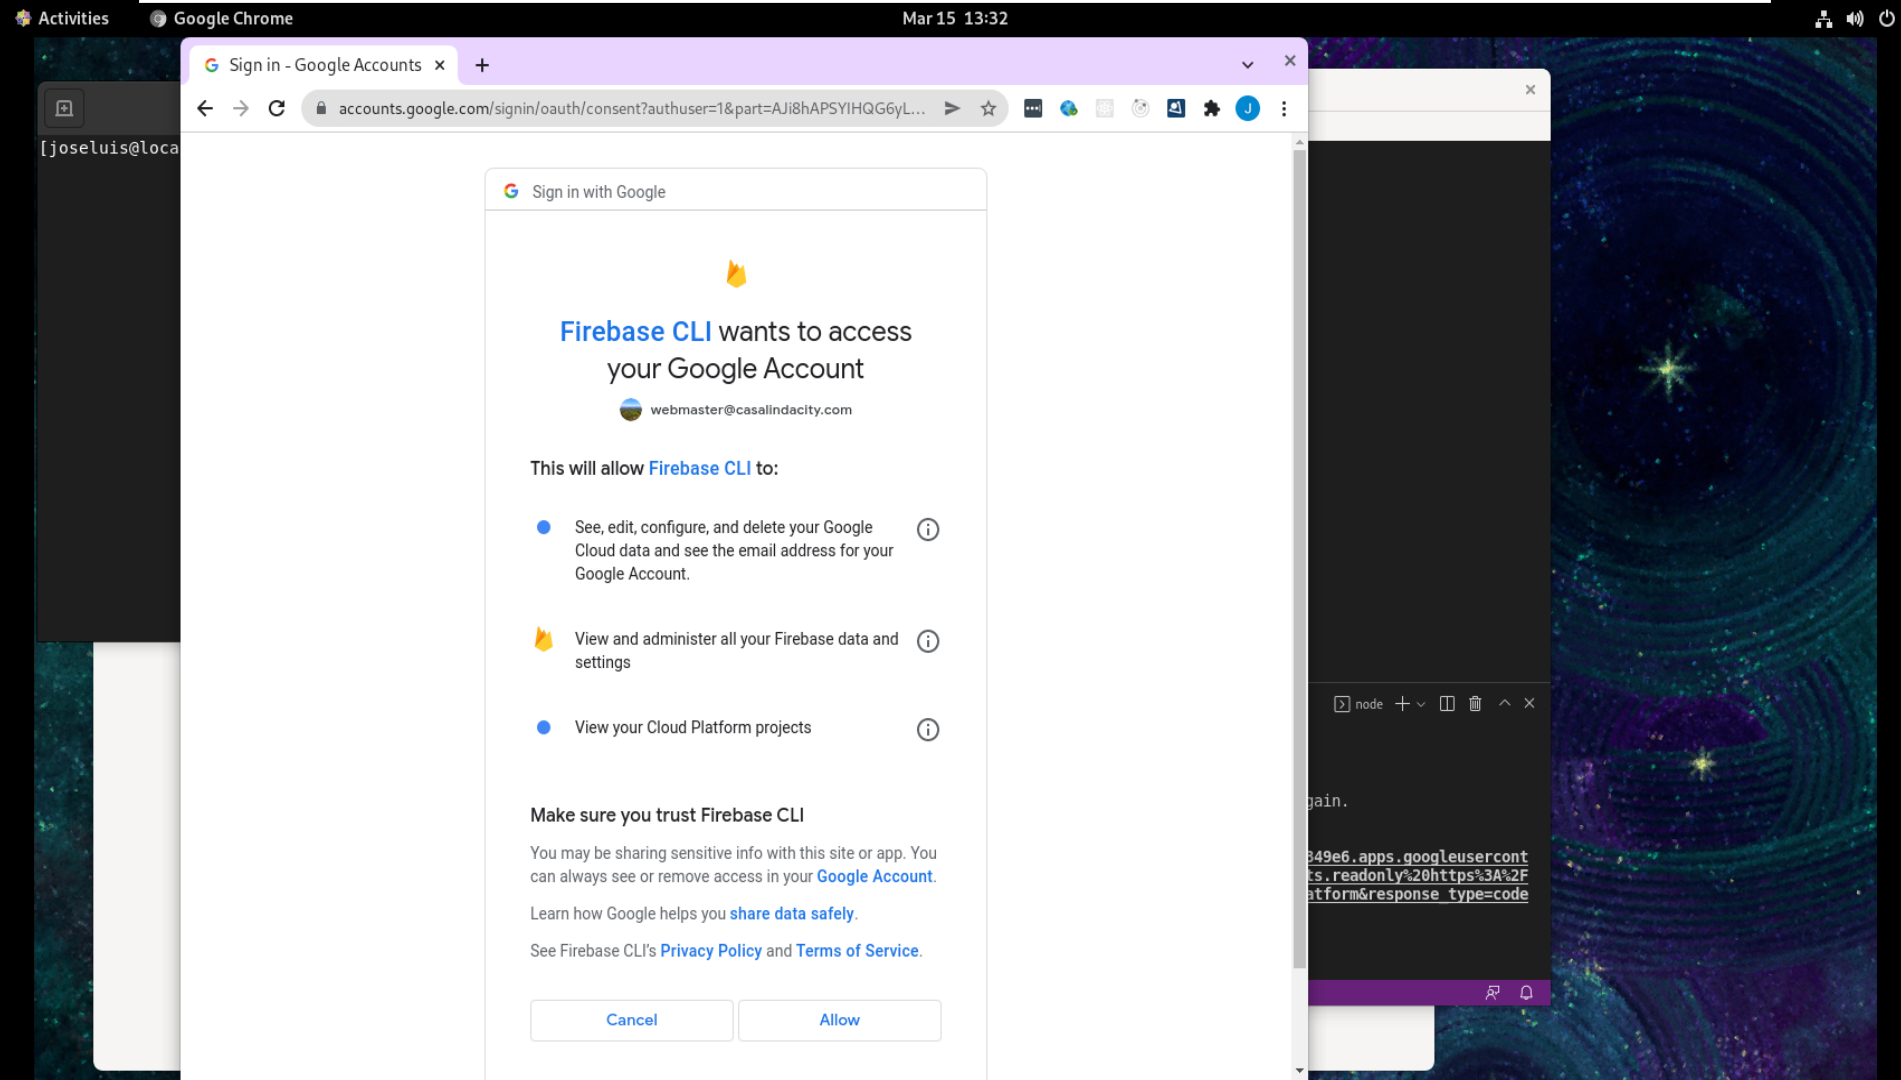 Activities
Google Chrome
Mar 15 13:32
Sign in - Google Accounts
accounts.google.com/signin/oauth/consent?authuser=1&part=AJi8hAPSYIHQG6yL...
J
[joseluis@loca
Sign in with Google
Firebase CLI wants to access
your Google Account
webmaster@casalindacity.com
This will allow Firebase CLI to:
See, edit, configure, and delete your Google
Cloud data and see the email address for your
Google Account.
View and administer all your Firebase data and
settings
View your Cloud Platform projects
Make sure you trust Firebase CLI
You may be sharing sensitive info with this site or app. You
can always see or remove access in your Google Account.
Learn how Google helps you share data safely.
See Firebase CLI's Privacy Policy and Terms of Service.
Cancel
Allow
node
gain.
349e6.apps.googleusercont
ts.readonly%20https%3A%2F
atform&response_type=code